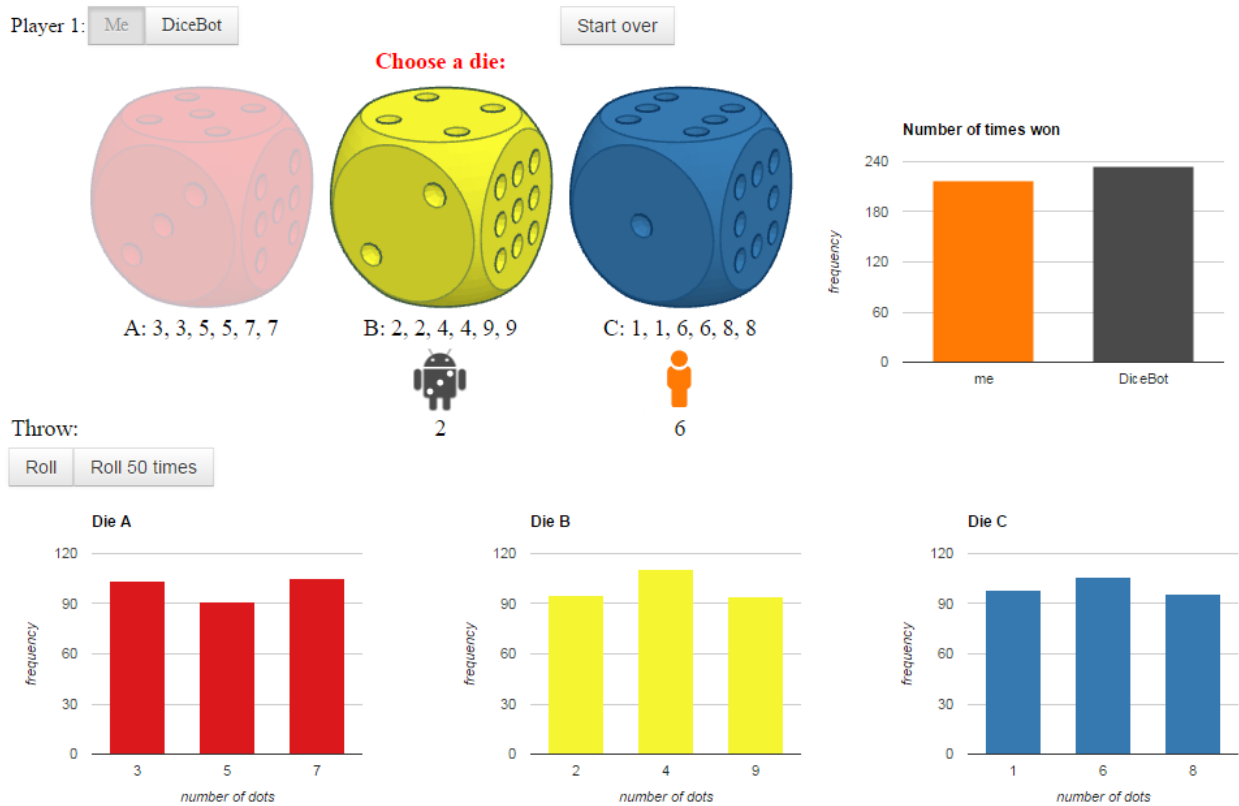 Player 1: Me DiceBot Start over
Choose a die:
A: 3, 3, 5, 5, 7, 7
B: 2, 2, 4, 4, 9, 9
C: 1, 1, 6, 6, 8, 8
2
6
Number of times won
240
180
120
60
0
frequency
me DiceBot
Throw:
Roll Roll 50 times
Die A
120
90
60
30
0
frequency
3 5 7
number of dots
Die B
120
90
60
30
0
frequency
2 4 9
number of dots
Die C
120
90
60
30
0
frequency
1 6 8
number of dots